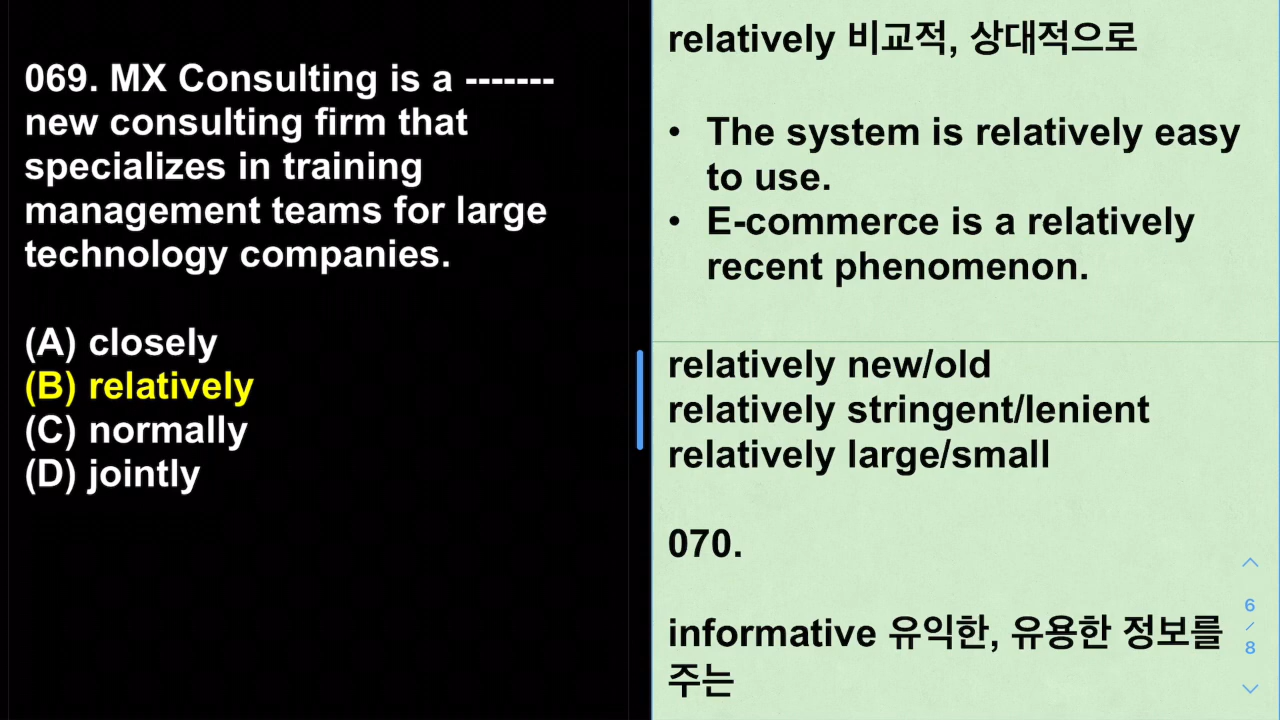 069. MX Consulting is a -------
new consulting firm that
specializes in training
management teams for large
technology companies.
(A) closely
(B) relatively
(C) normally
(D) jointly
relatively 비교적, 상대적으로
• The system is relatively easy
to use.
• E-commerce is a relatively
recent phenomenon.
relatively new/old
relatively stringent/lenient
relatively large/small
070.
informative 유익한, 유용한 정보를
주는
6
/
8